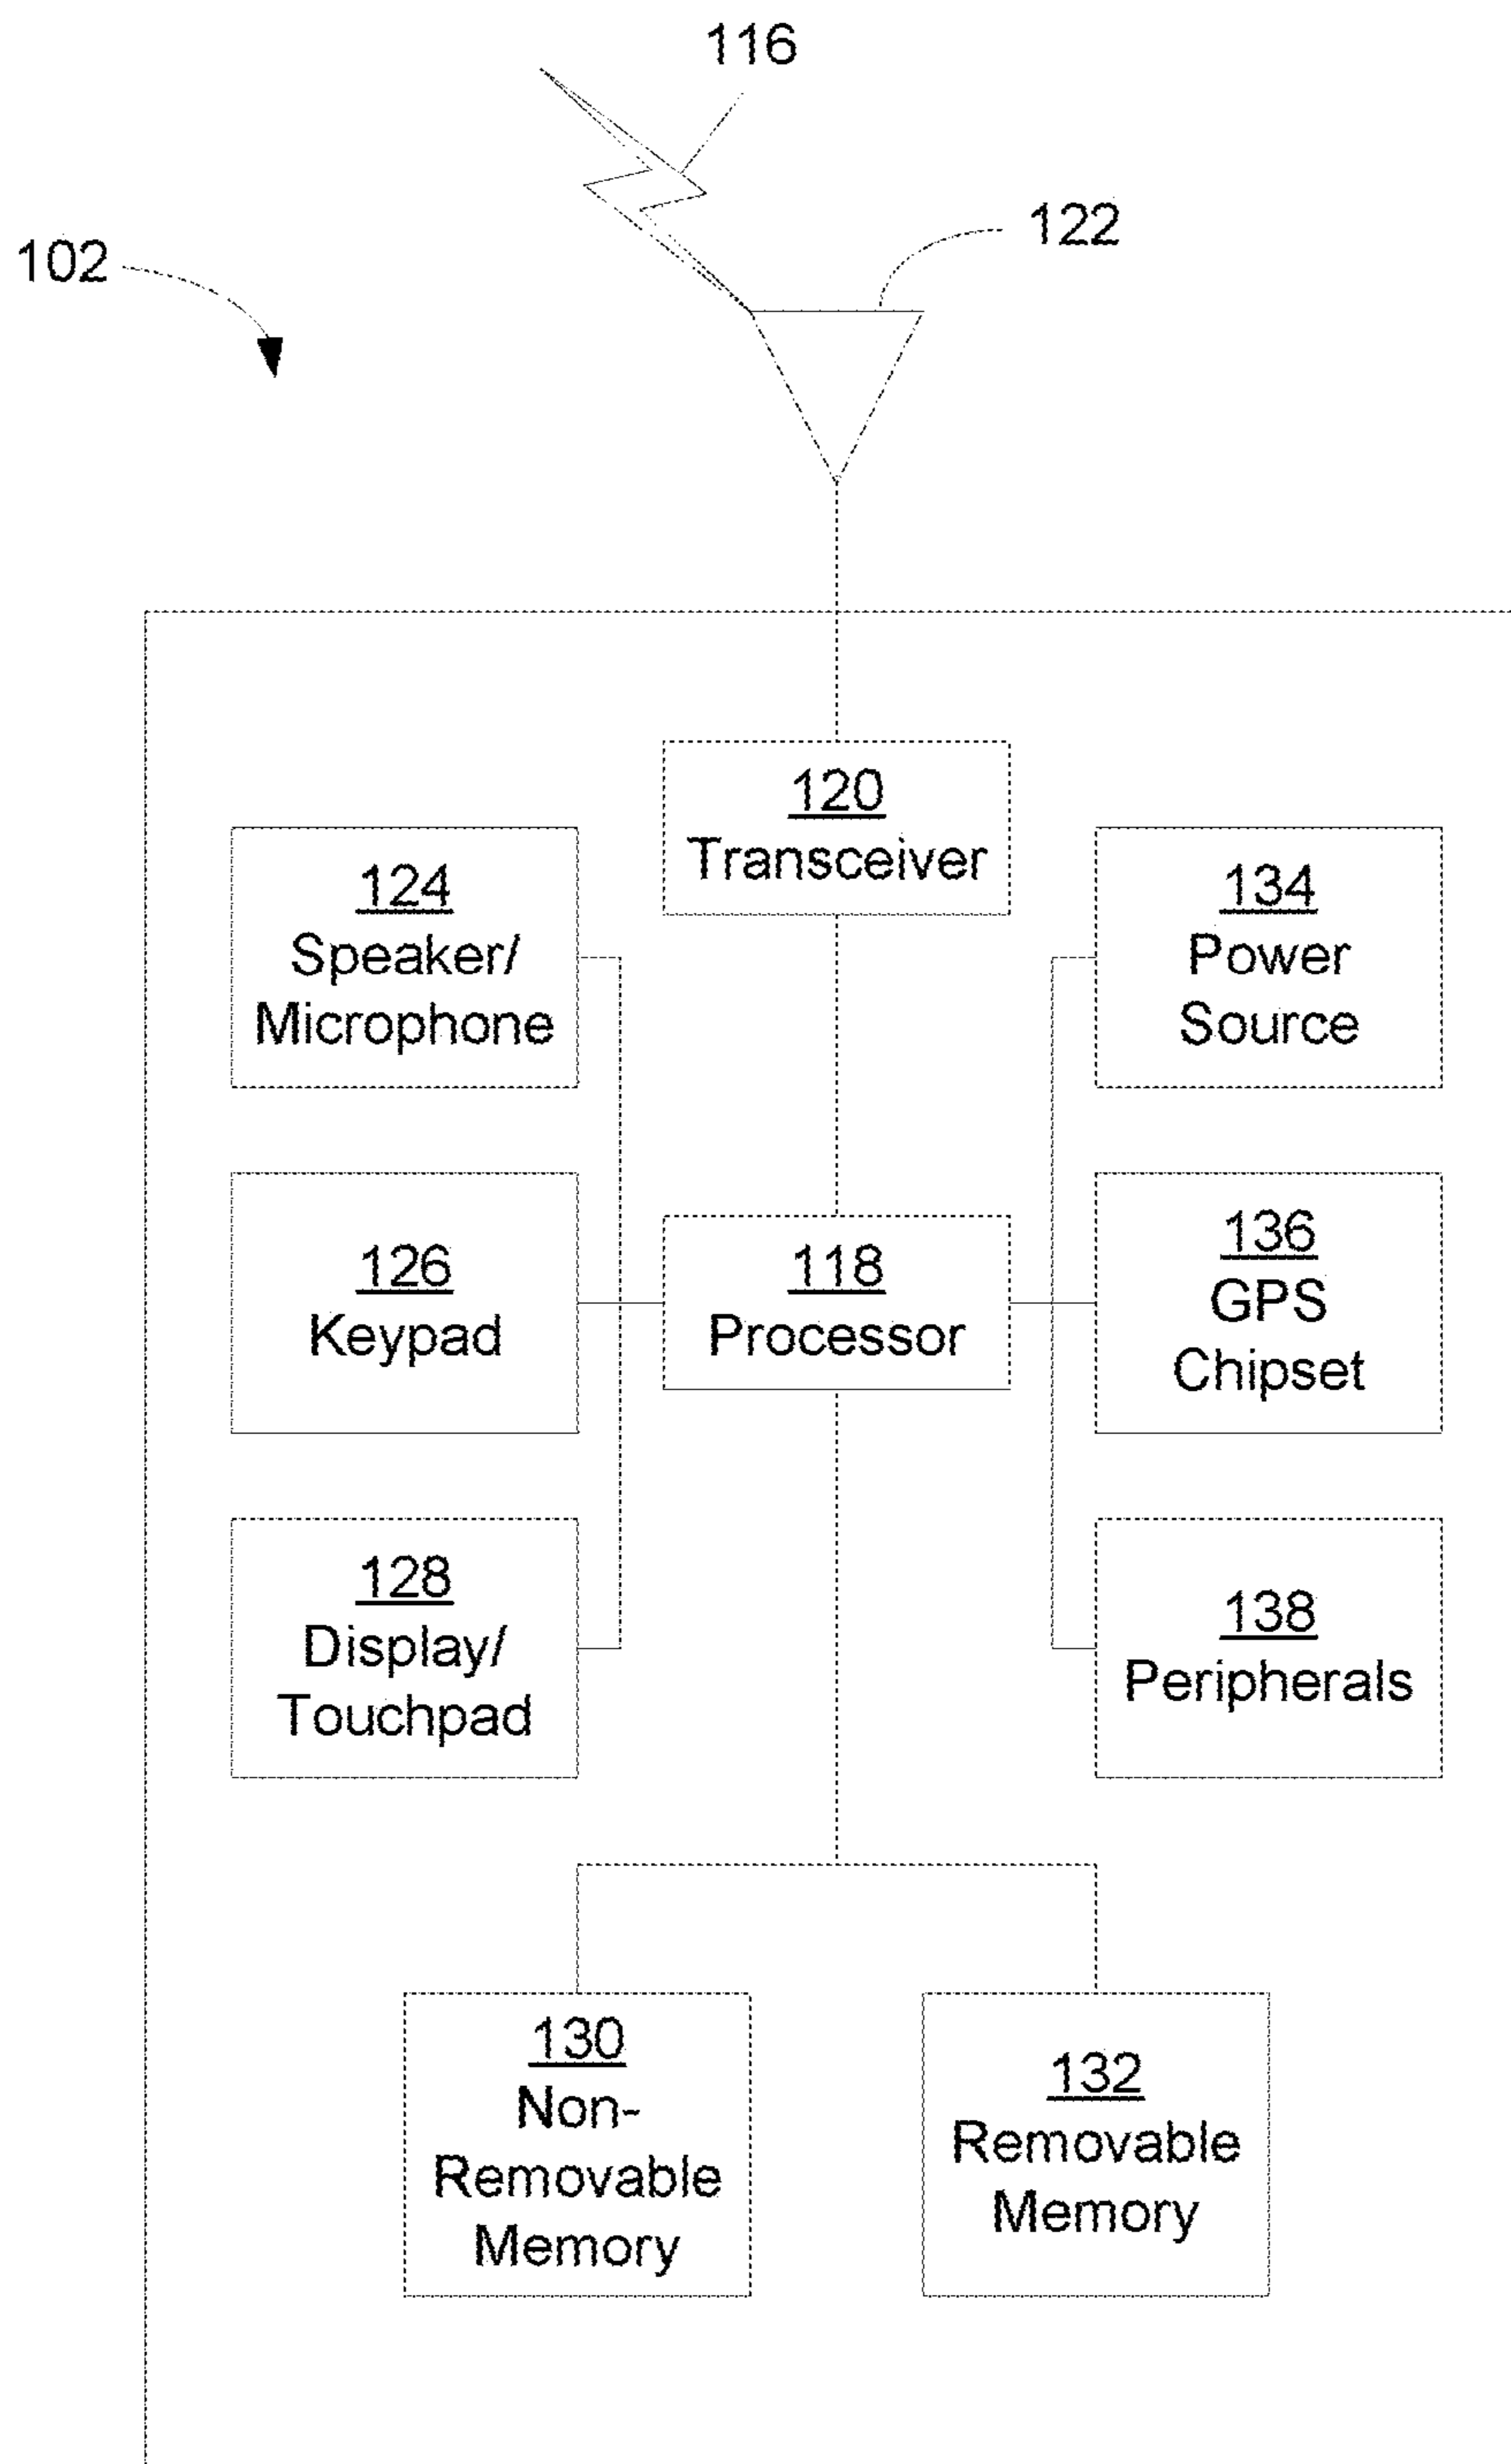 116
122
102
120
Transceiver
124
Speaker/
Microphone
134
Power
Source
126
Keypad
118
Processor
136
GPS
Chipset
128
Display/
Touchpad
138
Peripherals
130
Non-
Removable
Memory
132
Removable
Memory